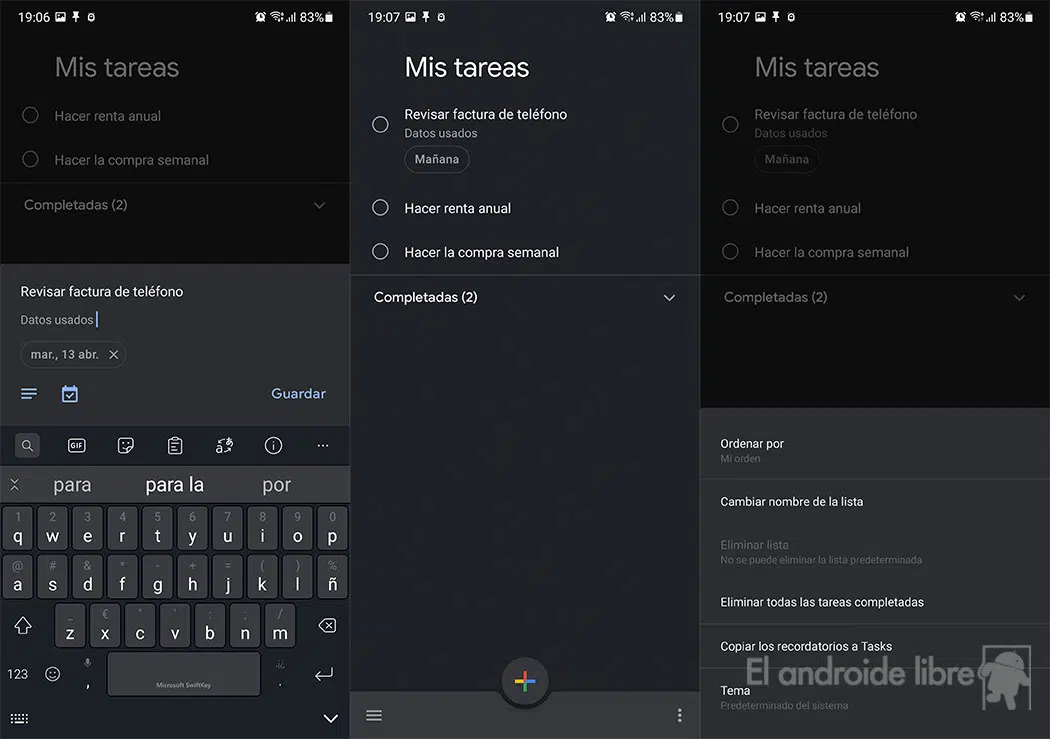 19:06
83%
Mis tareas
Hacer renta anual
Hacer la compra semanal
Completadas (2)
Revisar factura de teléfono
Datos usados
mar., 13 abr.
Guardar
GIF
para
para la
por
1 2 3 4 5 6 7 8 9 0
q w e r t y u i o p
@ # & * - + = ( ) %
a s d f g h j k l ñ
_ € " ' : ; /
z x c v b n m
123
,
Microsoft SwiftKey
.
19:07
83%
Mis tareas
Revisar factura de teléfono
Datos usados
Mañana
Hacer renta anual
Hacer la compra semanal
Completadas (2)
19:07
83%
Mis tareas
Revisar factura de teléfono
Datos usados
Mañana
Hacer renta anual
Hacer la compra semanal
Completadas (2)
Ordenar por
Mi orden
Cambiar nombre de la lista
Eliminar lista
No se puede eliminar la lista predeterminada
Eliminar todas las tareas completadas
Copiar los recordatorios a Tasks
El androide libre
Tema
Predeterminado del sistema